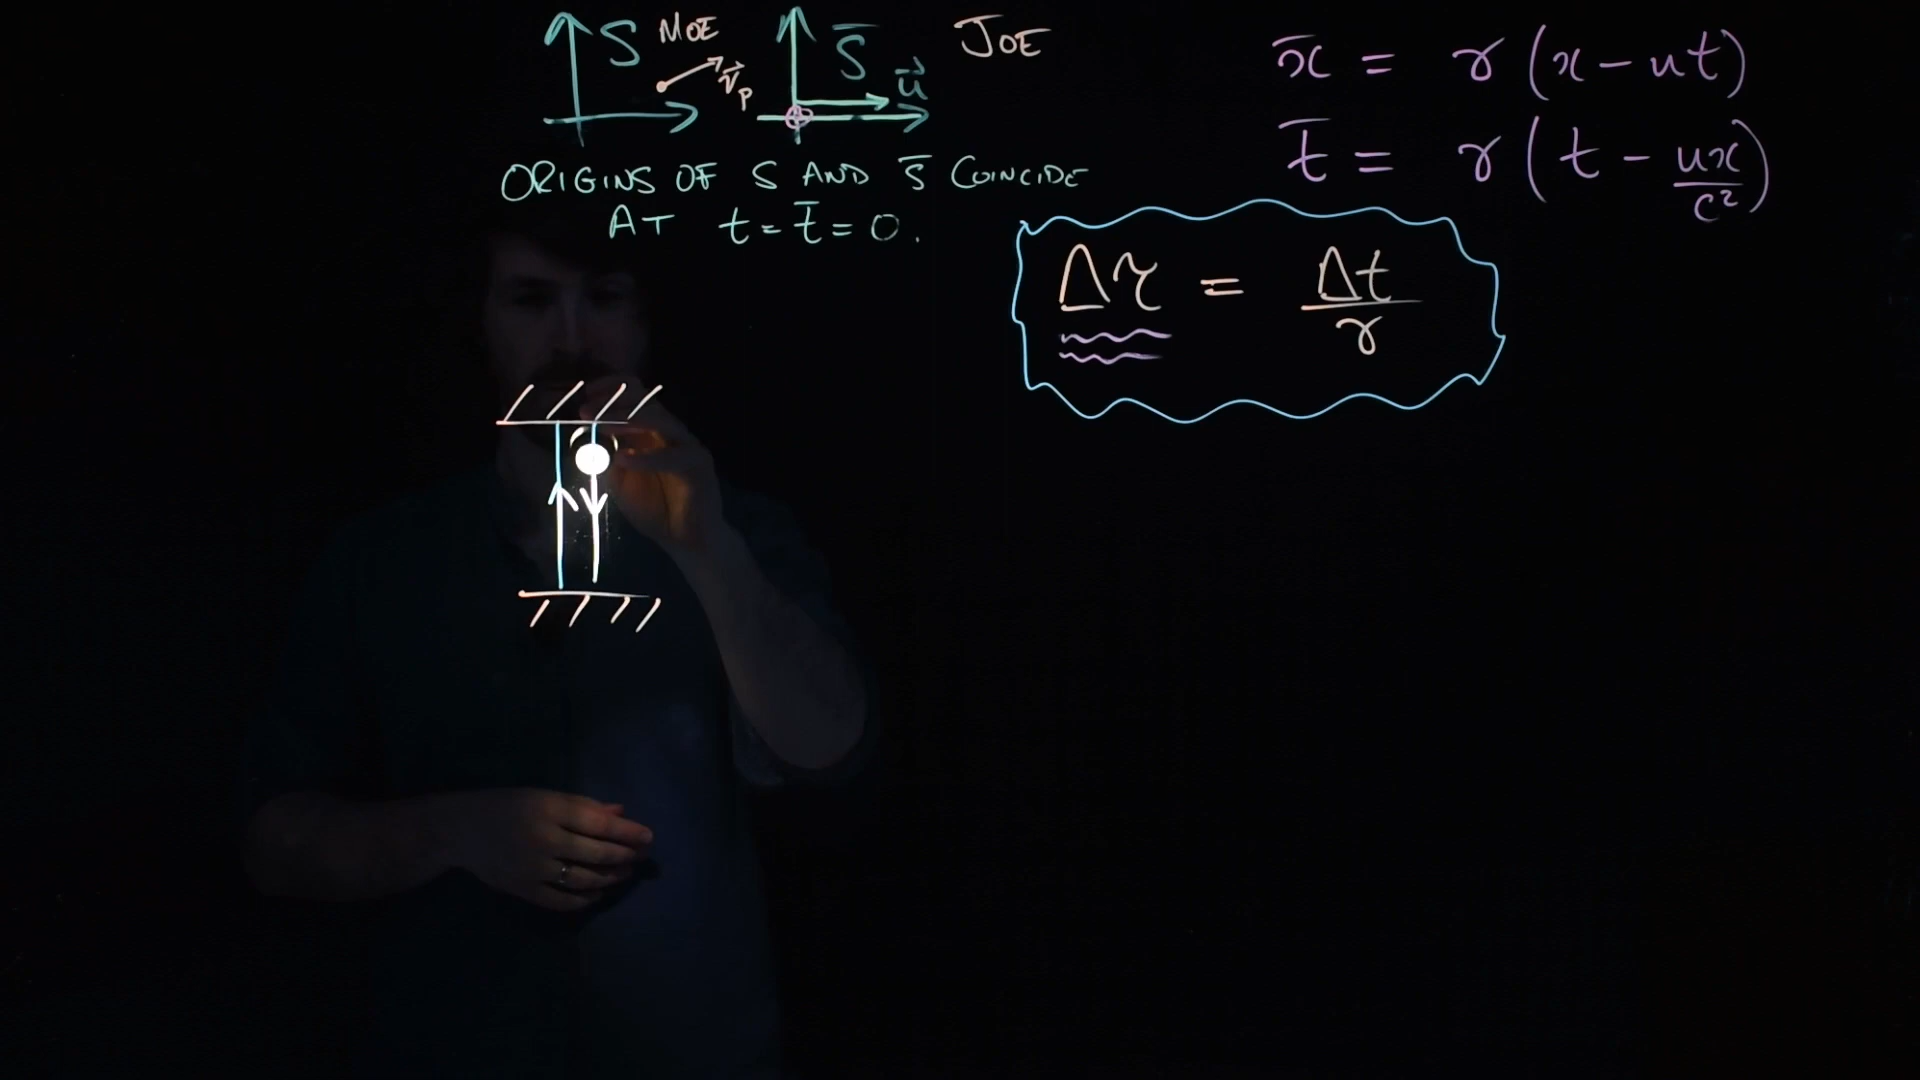 S MOE v⃗ₚ S̄ u⃗ JOE
ORIGINS OF S AND S̄ COINCIDE
AT t = t̄ = 0.
x̄ = γ(x − ut)
t̄ = γ(t − ux/c²)
Δτ = Δt/γ